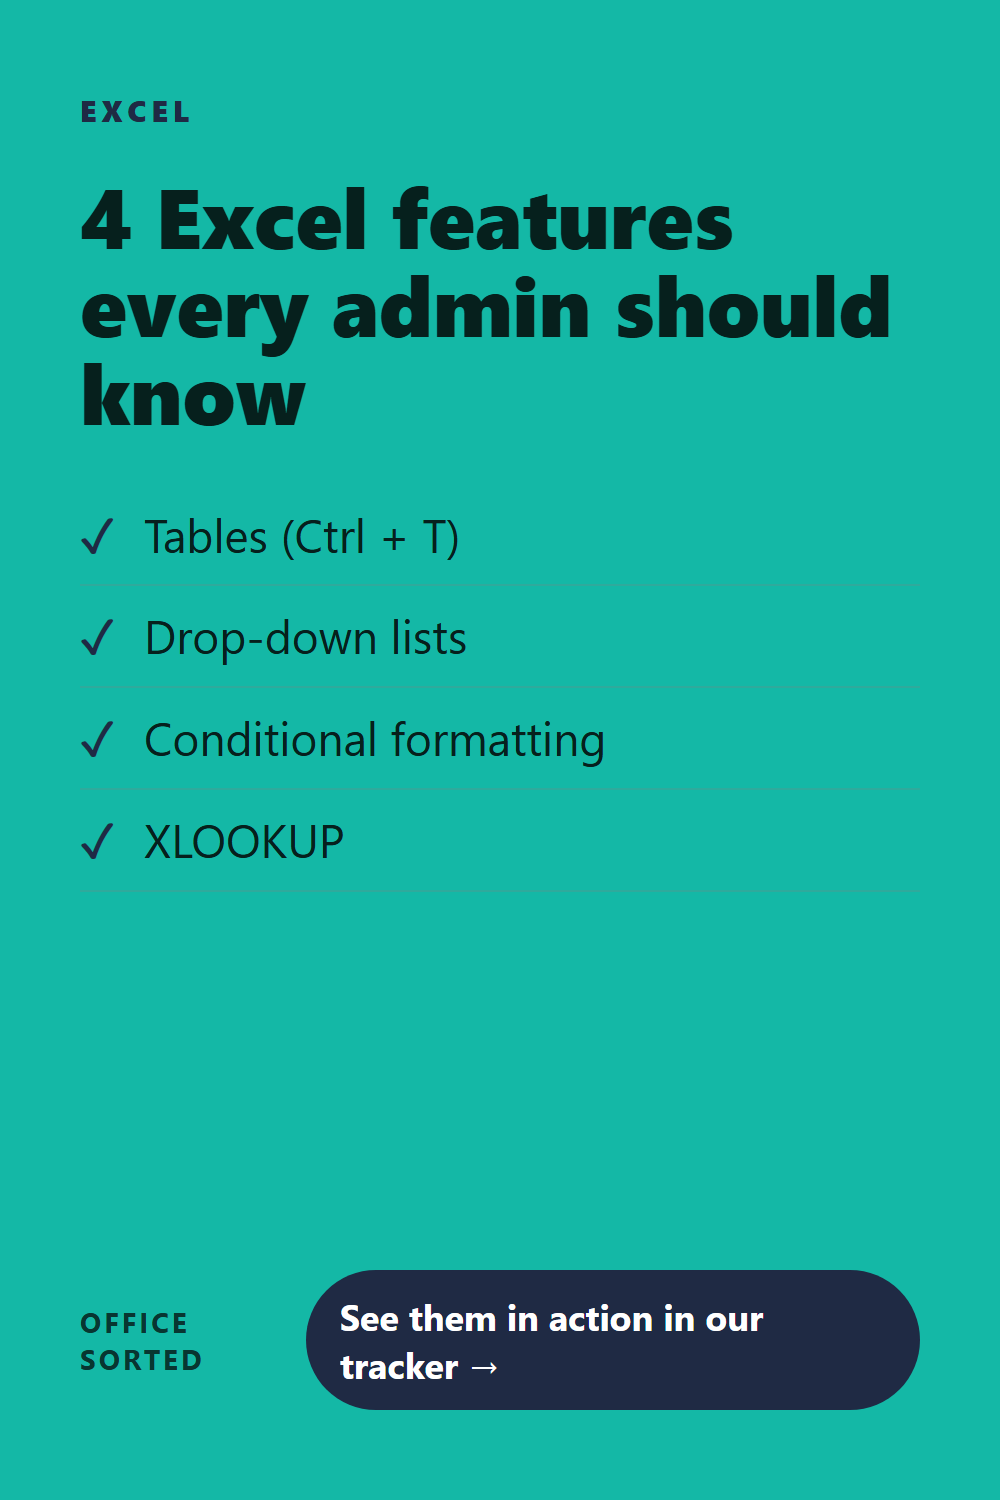 EXCEL
4 Excel features
every admin should
know
✓ Tables (Ctrl + T)
✓ Drop-down lists
✓ Conditional formatting
✓ XLOOKUP
OFFICE
SORTED
See them in action in our
tracker →